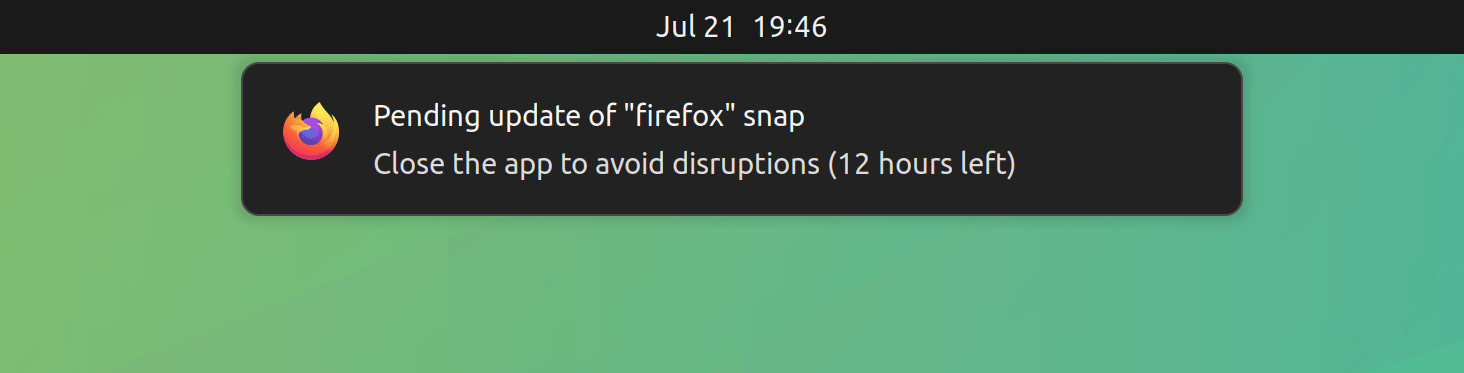 Jul 21 19:46
Pending update of "firefox" snap
Close the app to avoid disruptions (12 hours left)